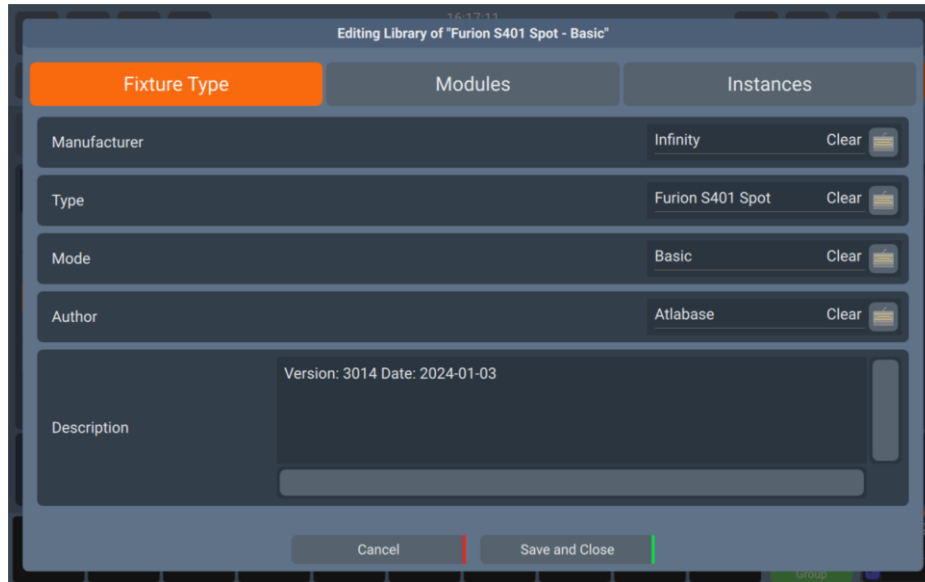 16:17:11
Editing Library of "Furion S401 Spot - Basic"
Fixture Type Modules Instances
Manufacturer Infinity Clear
Type Furion S401 Spot Clear
Mode Basic Clear
Author Atlabase Clear
Version: 3014 Date: 2024-01-03
Description
Cancel Save and Close
Group